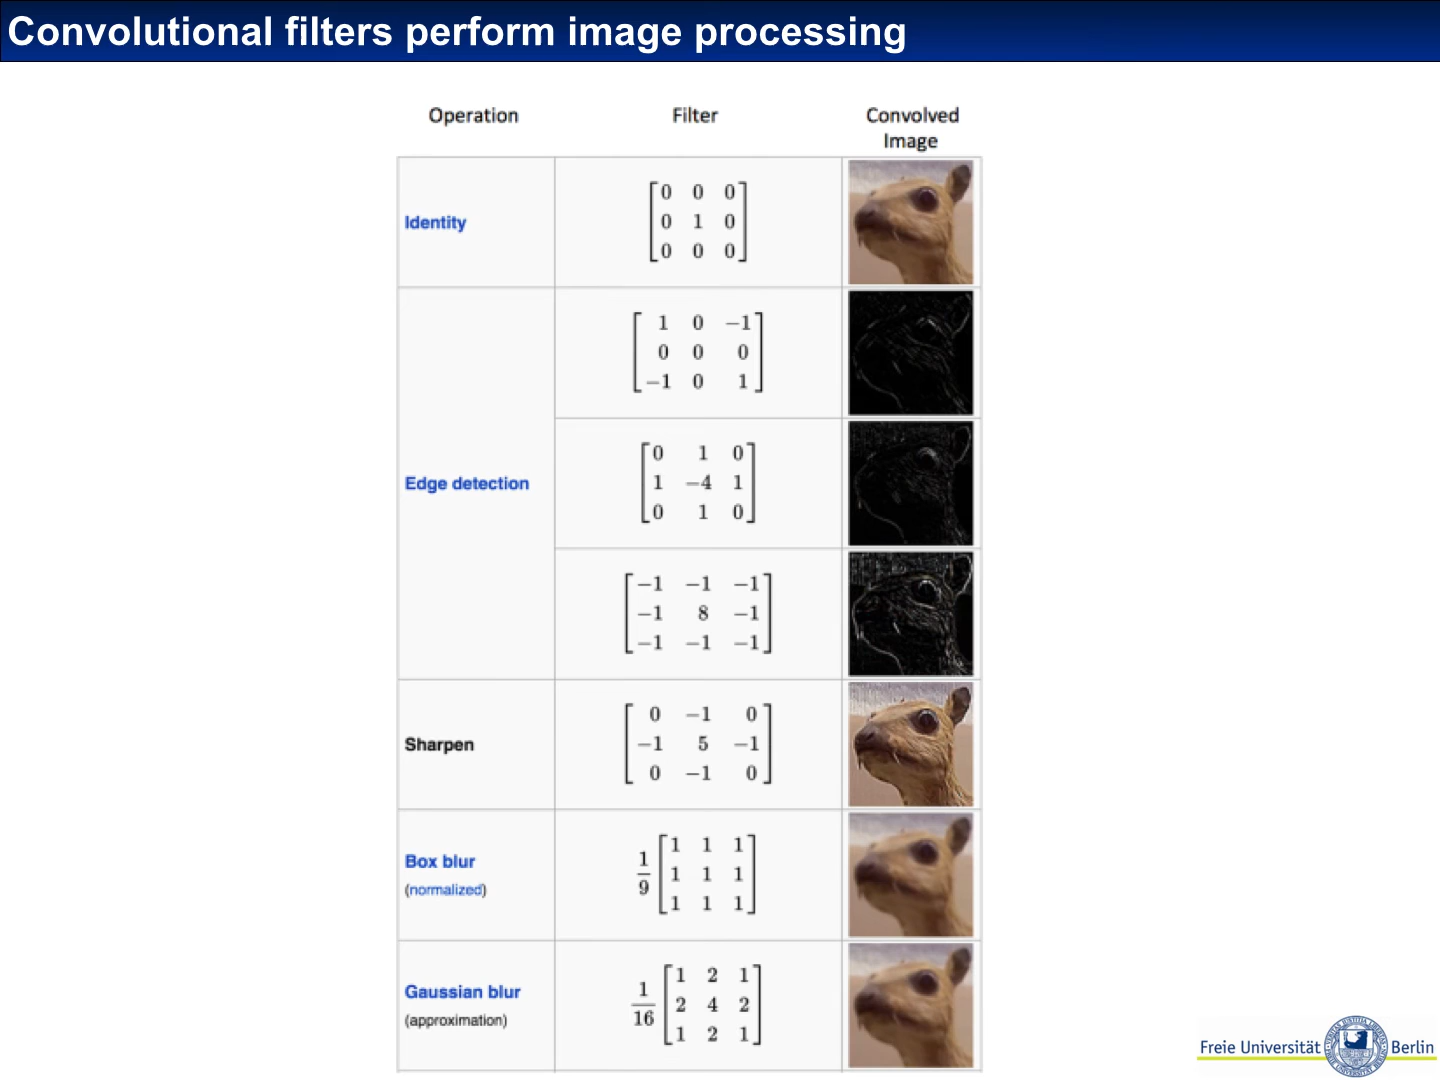 Convolutional filters perform image processing
Operation Filter Convolved
Image
Identity
0 0 0
0 1 0
0 0 0
Edge detection
1 0 −1
0 0 0
−1 0 1
0 1 0
1 −4 1
0 1 0
−1 −1 −1
−1 8 −1
−1 −1 −1
Sharpen
0 −1 0
−1 5 −1
0 −1 0
Box blur
(normalized)
1
9
1 1 1
1 1 1
1 1 1
Gaussian blur
(approximation)
1
16
1 2 1
2 4 2
1 2 1
Freie Universität Berlin